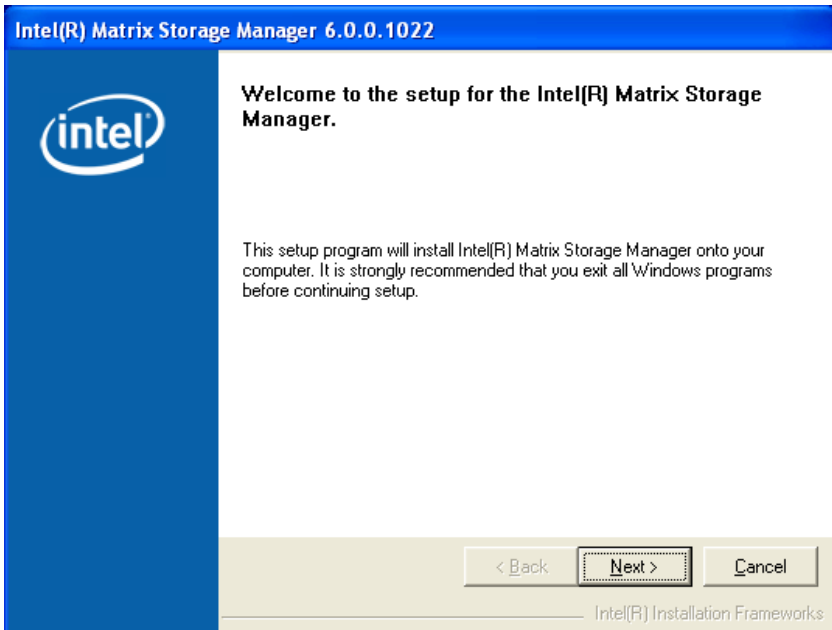 Intel(R) Matrix Storage Manager 6.0.0.1022
intel
Welcome to the setup for the Intel(R) Matrix Storage
Manager.
This setup program will install Intel(R) Matrix Storage Manager onto your
computer. It is strongly recommended that you exit all Windows programs
before continuing setup.
< Back
Next >
Cancel
Intel(R) Installation Frameworks